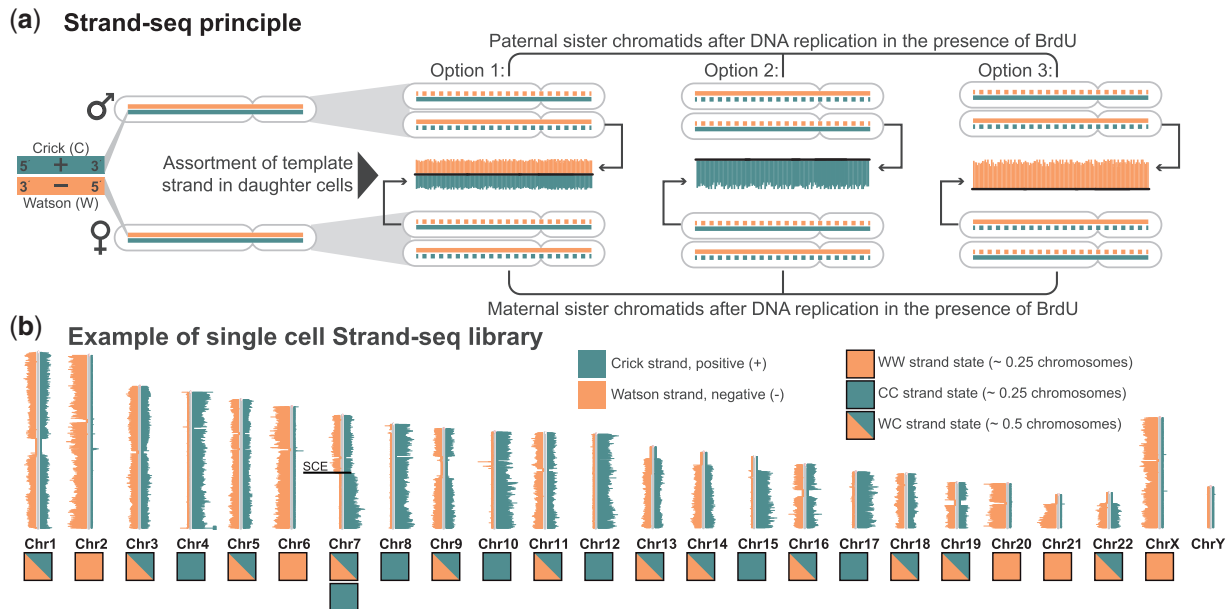 (a) Strand-seq principle
Paternal sister chromatids after DNA replication in the presence of BrdU
Option 1:
Option 2:
Option 3:
♂
Crick (C)
5´ + 3´
3´ − 5´
Watson (W)
Assortment of template
strand in daughter cells
♀
Maternal sister chromatids after DNA replication in the presence of BrdU
(b) Example of single cell Strand-seq library
Crick strand, positive (+)
Watson strand, negative (-)
WW strand state (~ 0.25 chromosomes)
CC strand state (~ 0.25 chromosomes)
WC strand state (~ 0.5 chromosomes)
SCE
Chr1 Chr2 Chr3 Chr4 Chr5 Chr6 Chr7 Chr8 Chr9 Chr10 Chr11 Chr12 Chr13 Chr14 Chr15 Chr16 Chr17 Chr18 Chr19 Chr20 Chr21 Chr22 ChrX ChrY